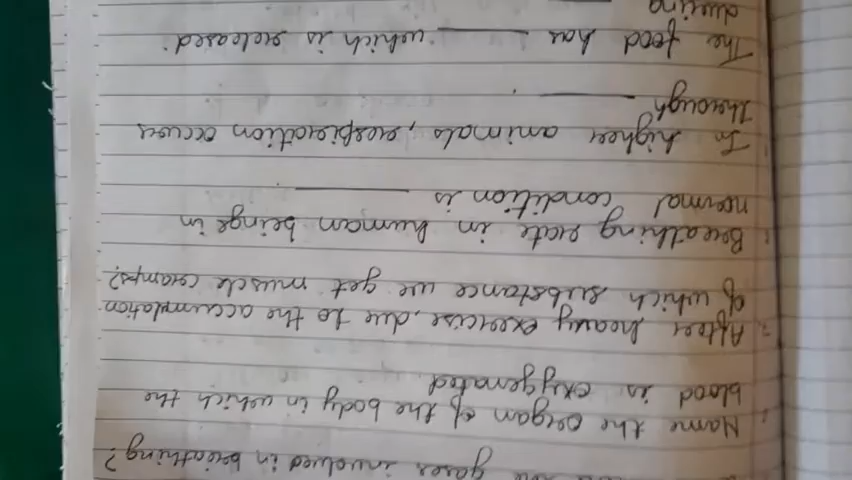 gases involved in breathing?
Name the organ of the body in which the
blood is oxygenated.
After heavy exercise, due to the accumlation
of which substance we get muscle cramps?
Breathing rate in human beings in
normal condition is ______.
In higher animals, respiration occurs
through ______.
The food has ______ which is released
during